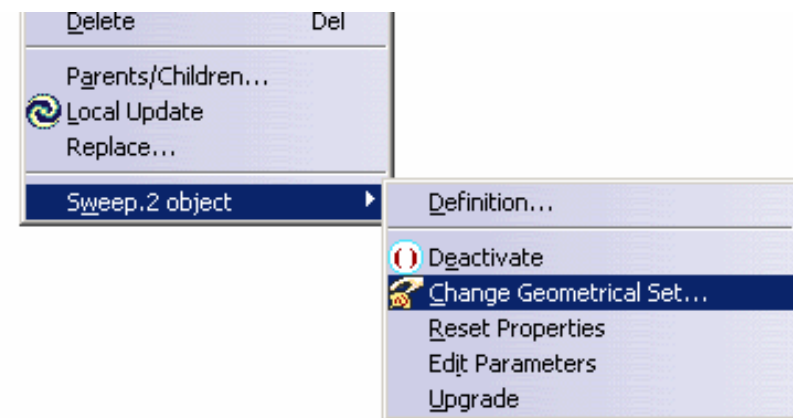 Delete Del
Parents/Children...
Local Update
Replace...
Sweep.2 object
Definition...
Deactivate
Change Geometrical Set...
Reset Properties
Edit Parameters
Upgrade